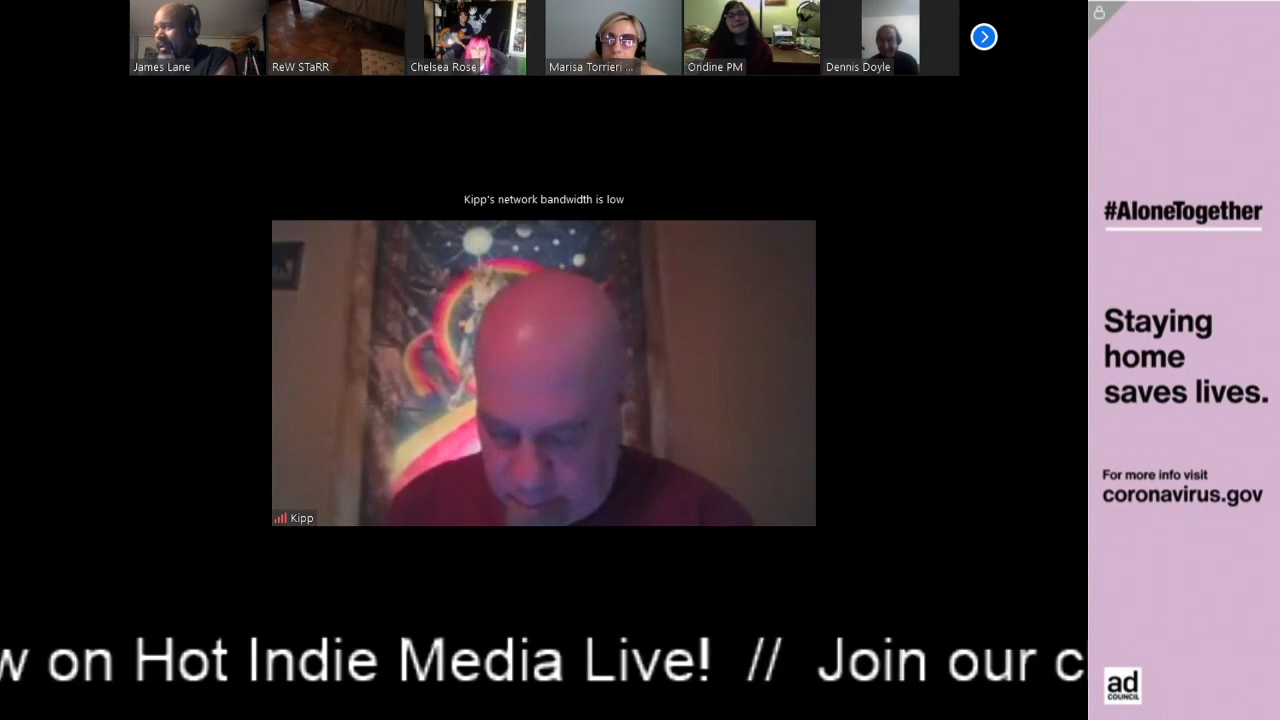 James Lane
ReW STaRR
Chelsea Rose
Marisa Torrieri ...
Ondine PM
Dennis Doyle
Kipp's network bandwidth is low
Kipp
w on Hot Indie Media Live! // Join our c
#AloneTogether
Staying
home
saves lives.
For more info visit
coronavirus.gov
ad
COUNCIL